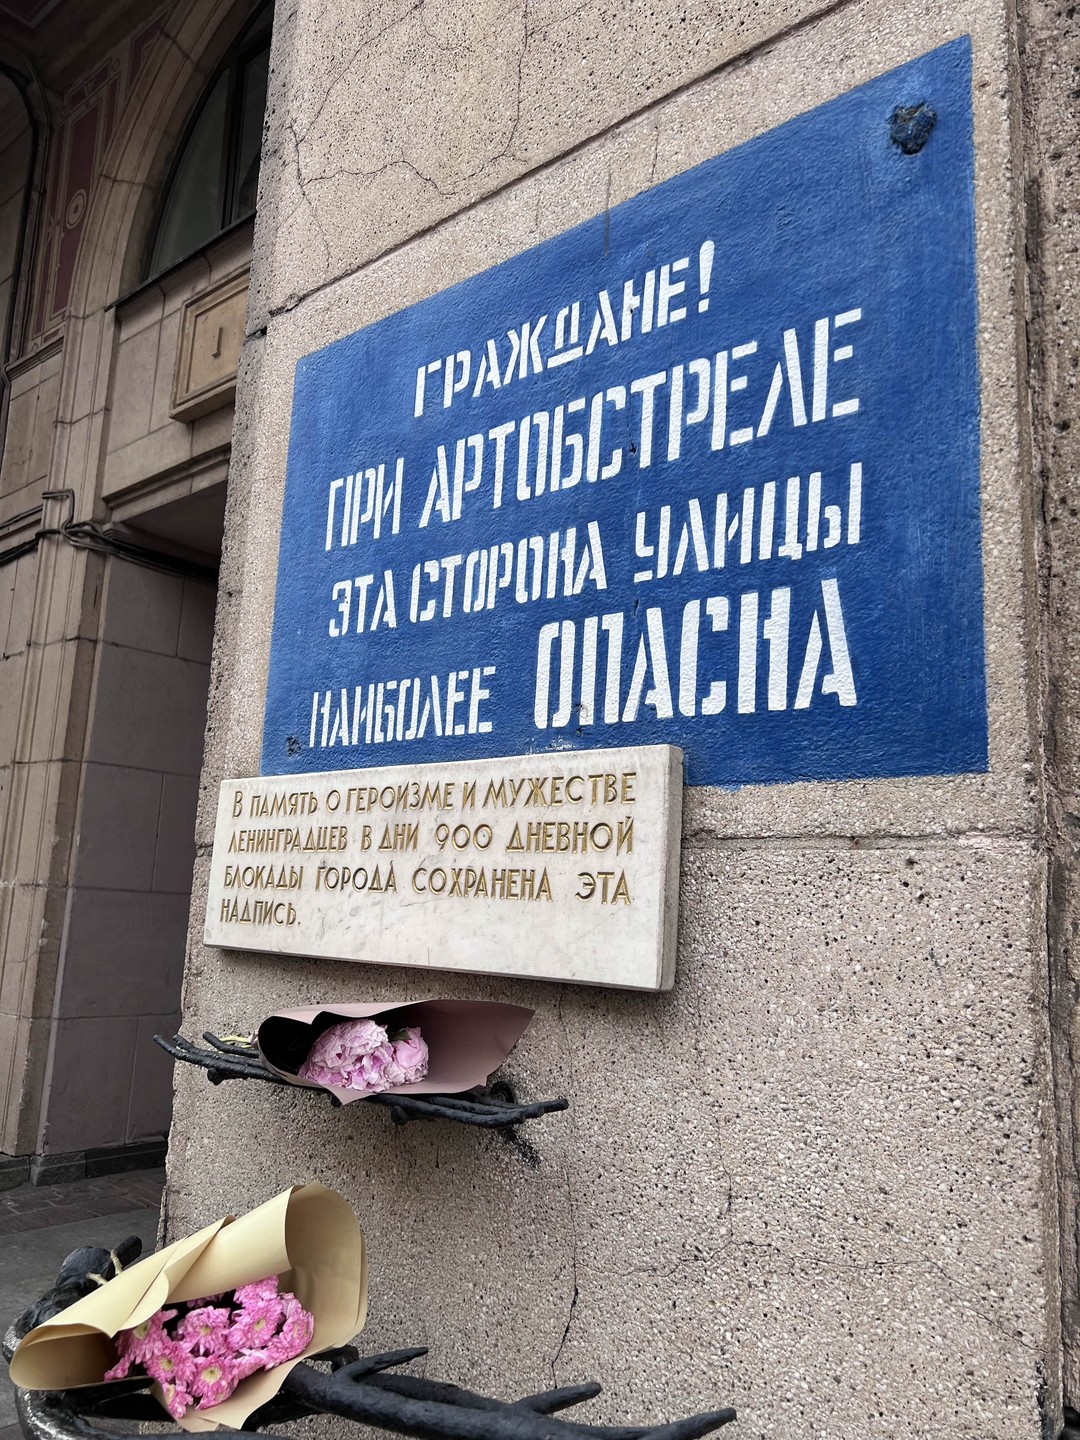 ГРАЖДАНЕ!
ПРИ АРТОБСТРЕЛЕ
ЭТА СТОРОНА УЛИЦЫ
НАИБОЛЕЕ ОПАСНА
В ПАМЯТЬ О ГЕРОИЗМЕ И МУЖЕСТВЕ
ЛЕНИНГРАДЦЕВ В ДНИ 900 ДНЕВНОЙ
БЛОКАДЫ ГОРОДА СОХРАНЕНА ЭТА
НАДПИСЬ.
1